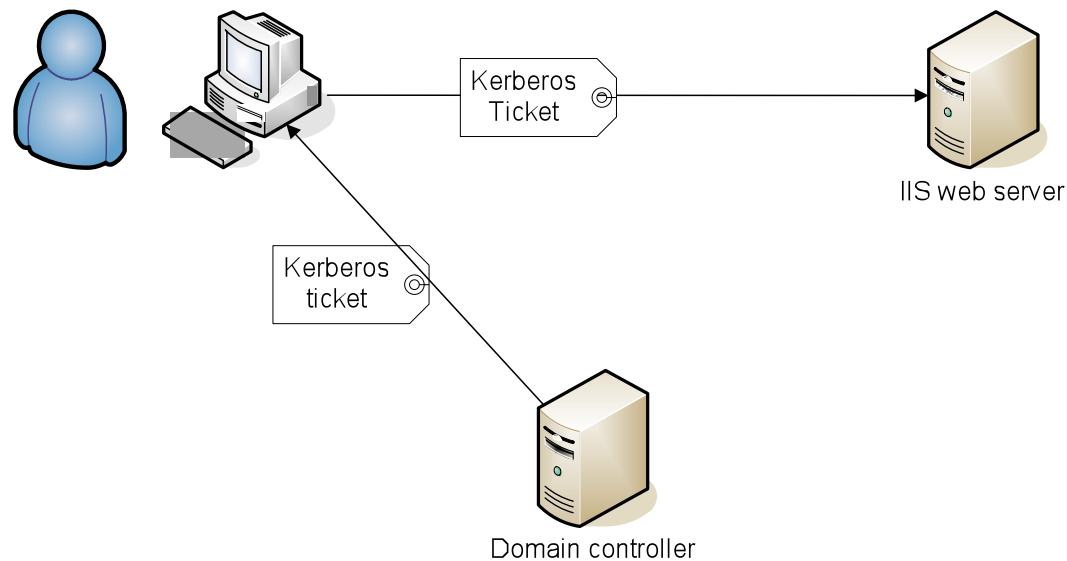 Kerberos
Ticket
IIS web server
Kerberos
ticket
Domain controller